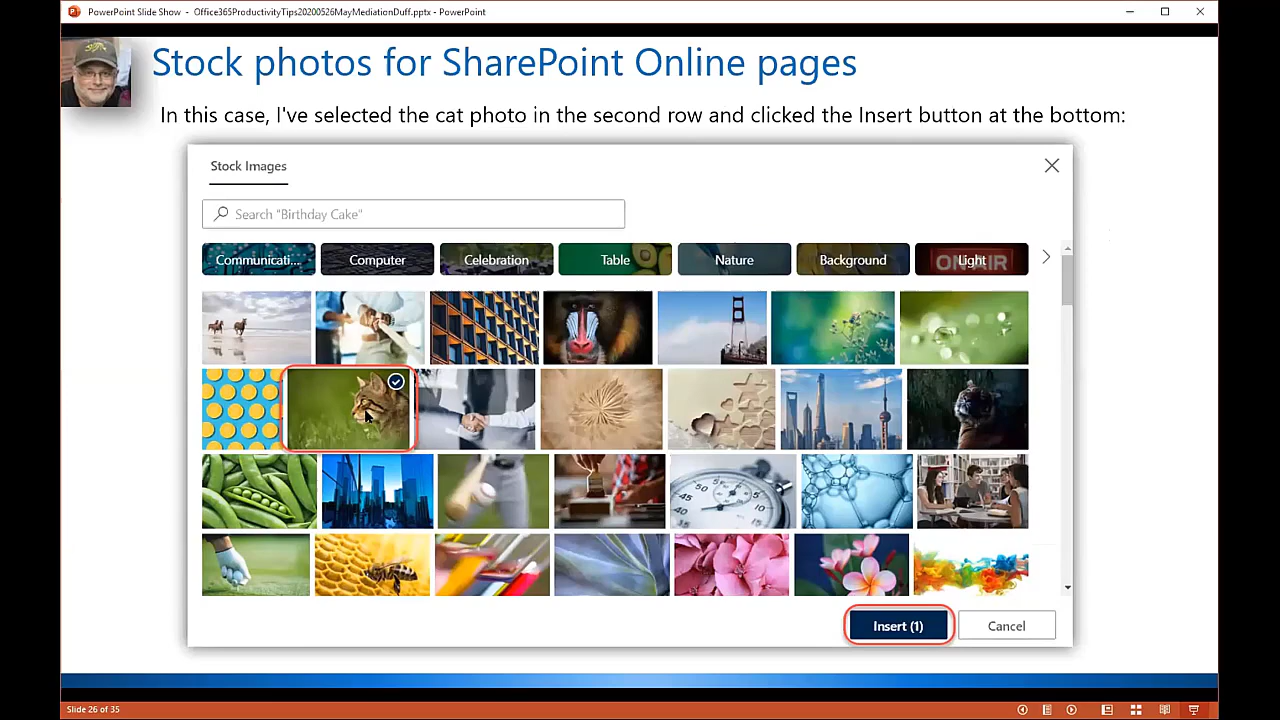 PowerPoint Slide Show - Office365ProductivityTips20200526MayMediationDuff.pptx - PowerPoint
Stock photos for SharePoint Online pages
In this case, I've selected the cat photo in the second row and clicked the Insert button at the bottom:
Stock Images
Search "Birthday Cake"
Communicati... Computer Celebration Table Nature Background Light
ON AIR
Insert (1) Cancel
Slide 26 of 35